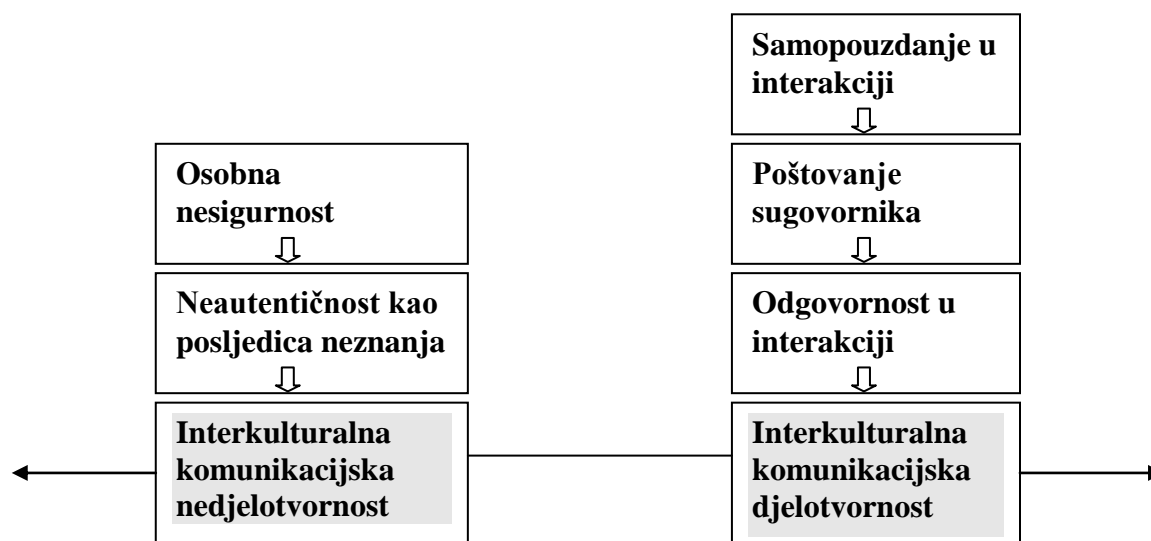 Samopouzdanje u
interakciji
Osobna
nesigurnost
Poštovanje
sugovornika
Neautentičnost kao
posljedica neznanja
Odgovornost u
interakciji
Interkulturalna
komunikacijska
nedjelotvornost
Interkulturalna
komunikacijska
djelotvornost